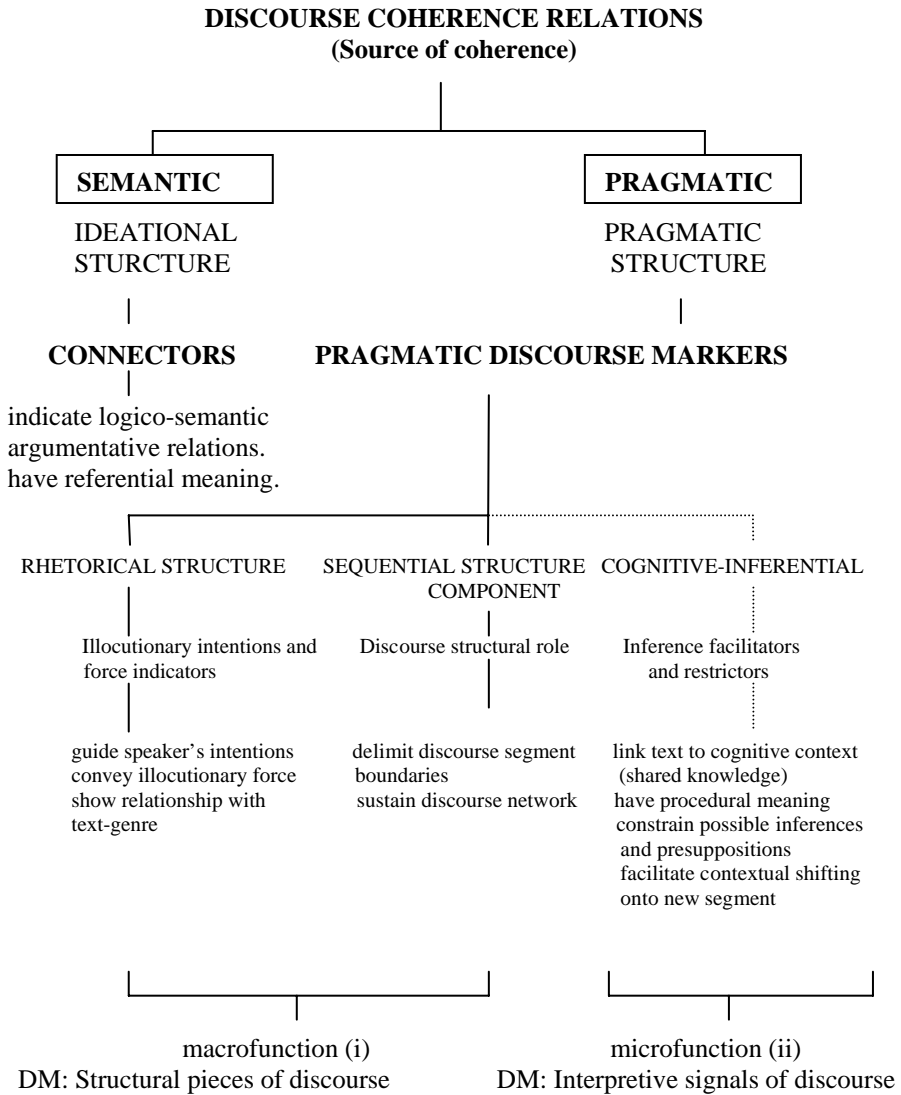 DISCOURSE COHERENCE RELATIONS
(Source of coherence)
SEMANTIC
PRAGMATIC
IDEATIONAL
STURCTURE
PRAGMATIC
STRUCTURE
CONNECTORS
PRAGMATIC DISCOURSE MARKERS
indicate logico-semantic
argumentative relations.
have referential meaning.
RHETORICAL STRUCTURE
SEQUENTIAL STRUCTURE
COMPONENT
COGNITIVE-INFERENTIAL
Illocutionary intentions and
force indicators
Discourse structural role
Inference facilitators
and restrictors
guide speaker’s intentions
convey illocutionary force
show relationship with
text-genre
delimit discourse segment
boundaries
sustain discourse network
link text to cognitive context
(shared knowledge)
have procedural meaning
constrain possible inferences
and presuppositions
facilitate contextual shifting
onto new segment
macrofunction (i)
DM: Structural pieces of discourse
microfunction (ii)
DM: Interpretive signals of discourse